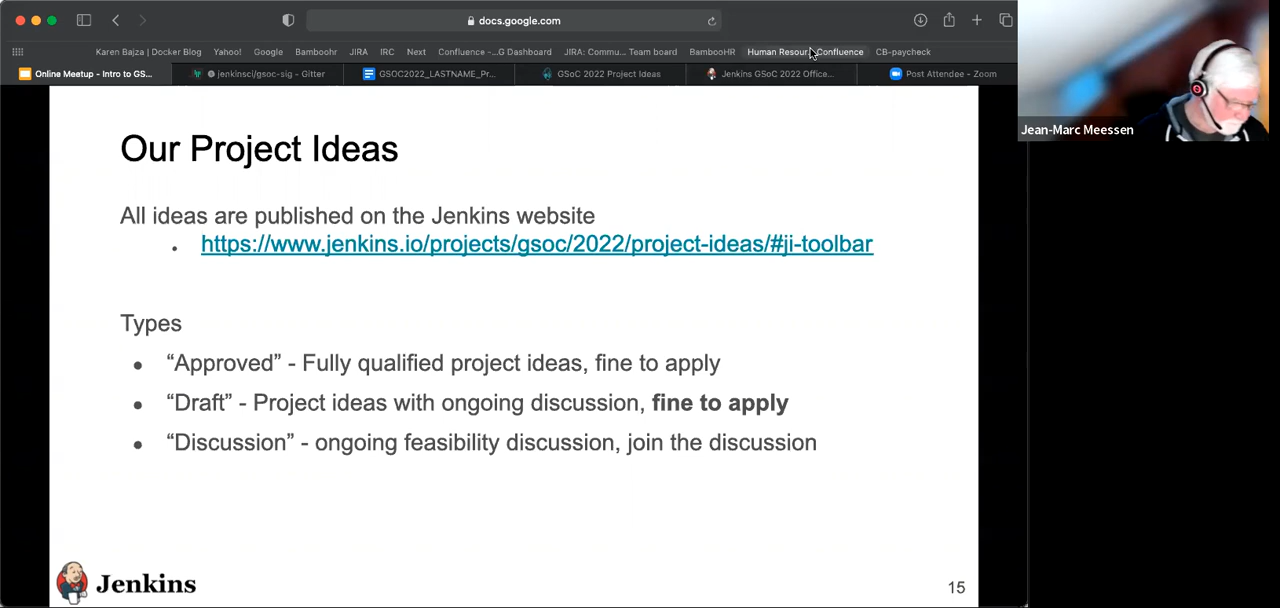 docs.google.com
Karen Bajza | Docker Blog Yahoo! Google Bamboohr JIRA IRC Next Confluence -...G Dashboard JIRA: Commu... Team board BambooHR Human Resour Confluence CB-paycheck
Online Meetup - Intro to GS... jenkinsci/gsoc-sig - Gitter GSOC2022_LASTNAME_Pr... GSoC 2022 Project Ideas Jenkins GSoC 2022 Office... Post Attendee - Zoom
Jean-Marc Meessen
Our Project Ideas
All ideas are published on the Jenkins website
• https://www.jenkins.io/projects/gsoc/2022/project-ideas/#ji-toolbar
Types
• “Approved” - Fully qualified project ideas, fine to apply
• “Draft” - Project ideas with ongoing discussion, fine to apply
• “Discussion” - ongoing feasibility discussion, join the discussion
Jenkins
15